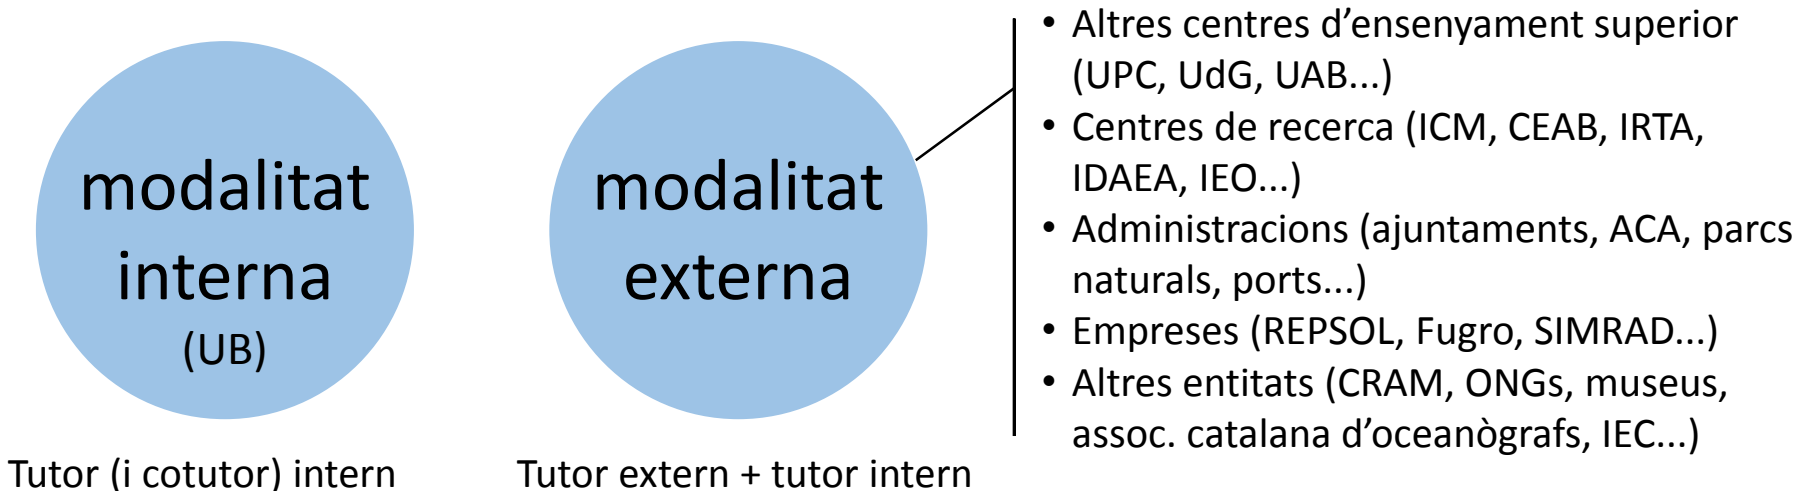 modalitat
interna
(UB)
Tutor (i cotutor) intern
modalitat
externa
Tutor extern + tutor intern
• Altres centres d’ensenyament superior
(UPC, UdG, UAB...)
• Centres de recerca (ICM, CEAB, IRTA,
IDAEA, IEO...)
• Administracions (ajuntaments, ACA, parcs
naturals, ports...)
• Empreses (REPSOL, Fugro, SIMRAD...)
• Altres entitats (CRAM, ONGs, museus,
assoc. catalana d’oceanògrafs, IEC...)